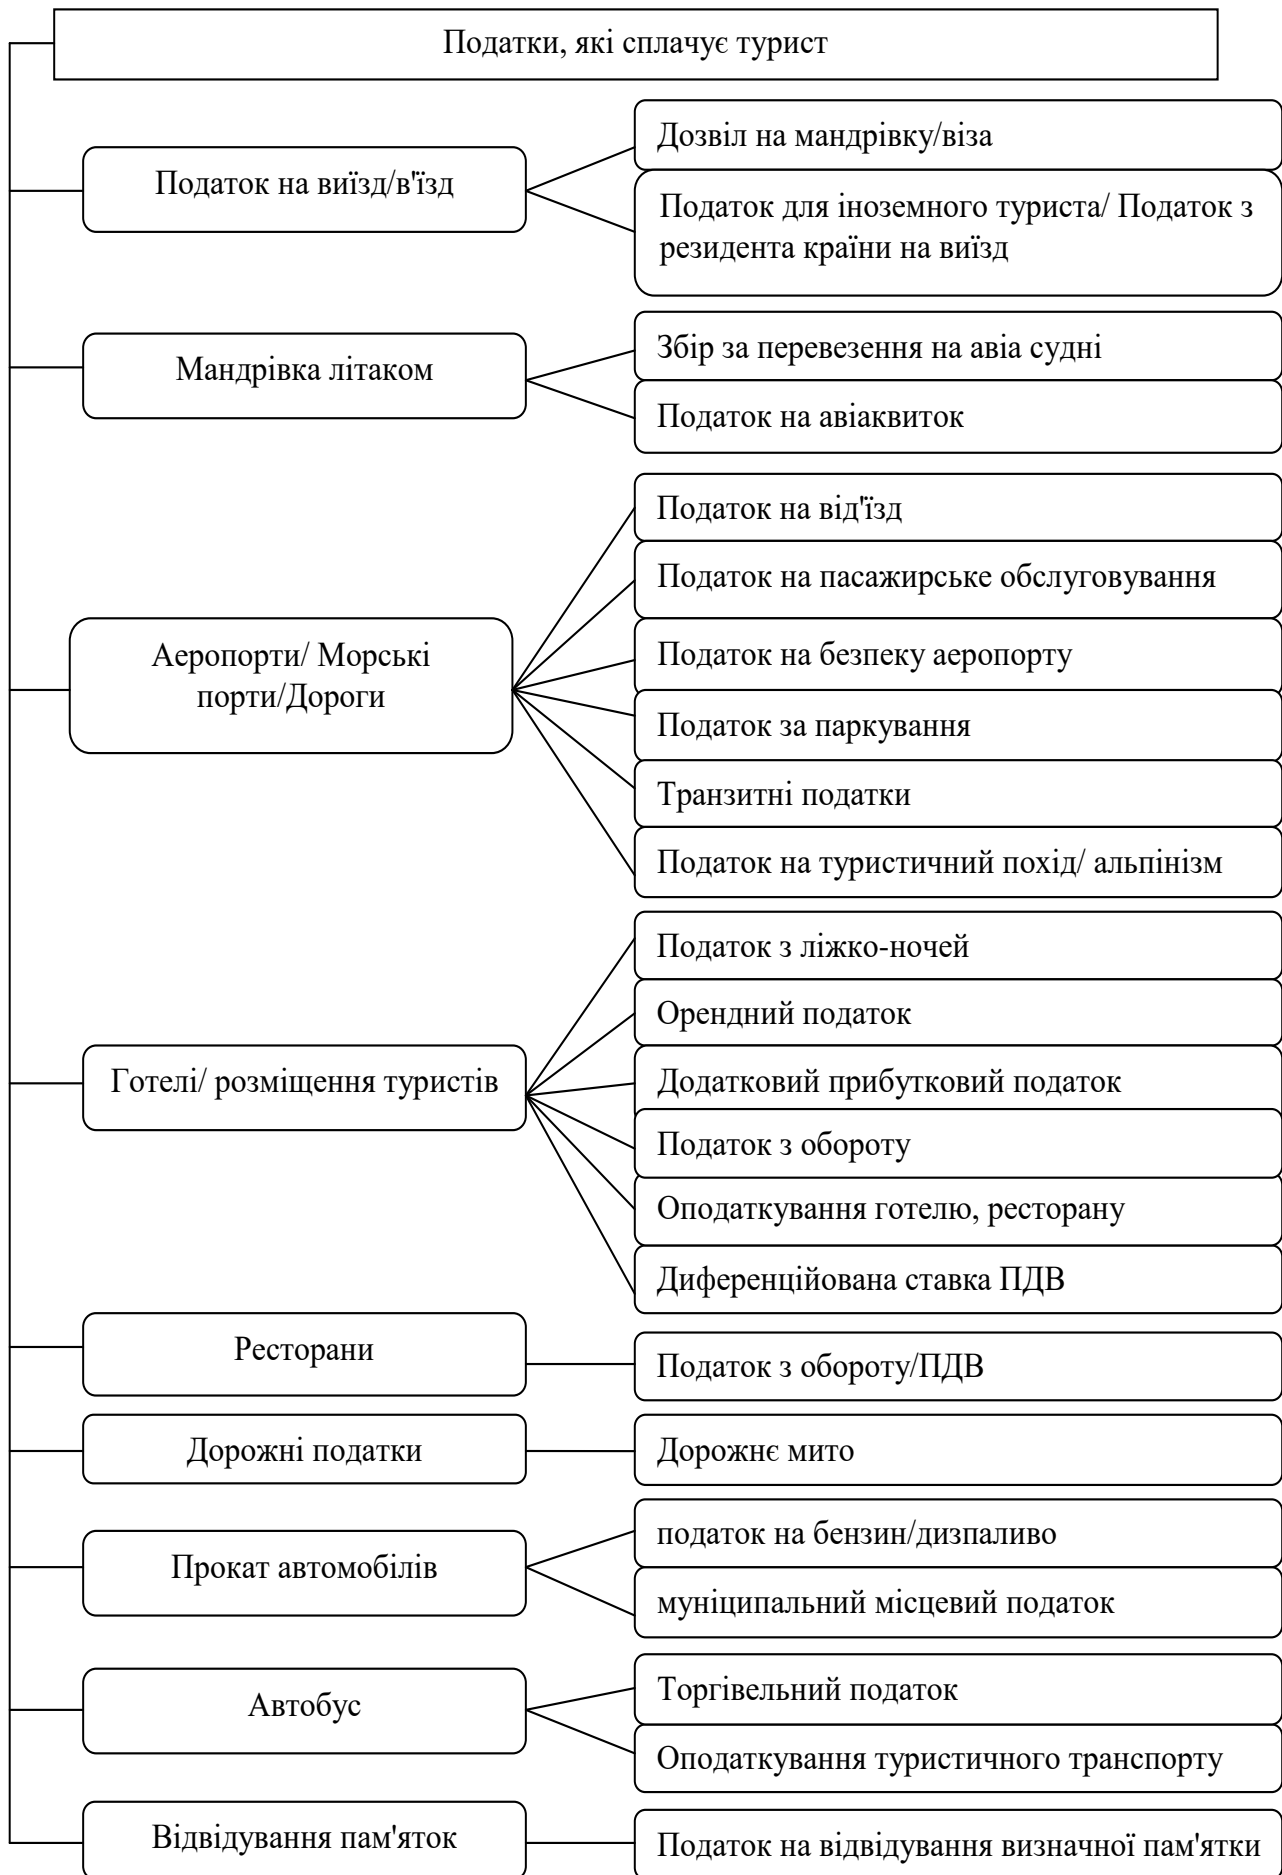 Податки, які сплачує турист
Податок на виїзд/в'їзд
Дозвіл на мандрівку/віза
Податок для іноземного туриста/ Податок з
резидента країни на виїзд
Мандрівка літаком
Збір за перевезення на авіа судні
Податок на авіаквиток
Аеропорти/ Морські
порти/Дороги
Податок на від'їзд
Податок на пасажирське обслуговування
Податок на безпеку аеропорту
Податок за паркування
Транзитні податки
Податок на туристичний похід/ альпінізм
Готелі/ розміщення туристів
Податок з ліжко-ночей
Орендний податок
Додатковий прибутковий податок
Податок з обороту
Оподаткування готелю, ресторану
Диференційована ставка ПДВ
Ресторани
Податок з обороту/ПДВ
Дорожні податки
Дорожнє мито
Прокат автомобілів
податок на бензин/дизпаливо
муніципальний місцевий податок
Автобус
Торгівельний податок
Оподаткування туристичного транспорту
Відвідування пам'яток
Податок на відвідування визначної пам'ятки